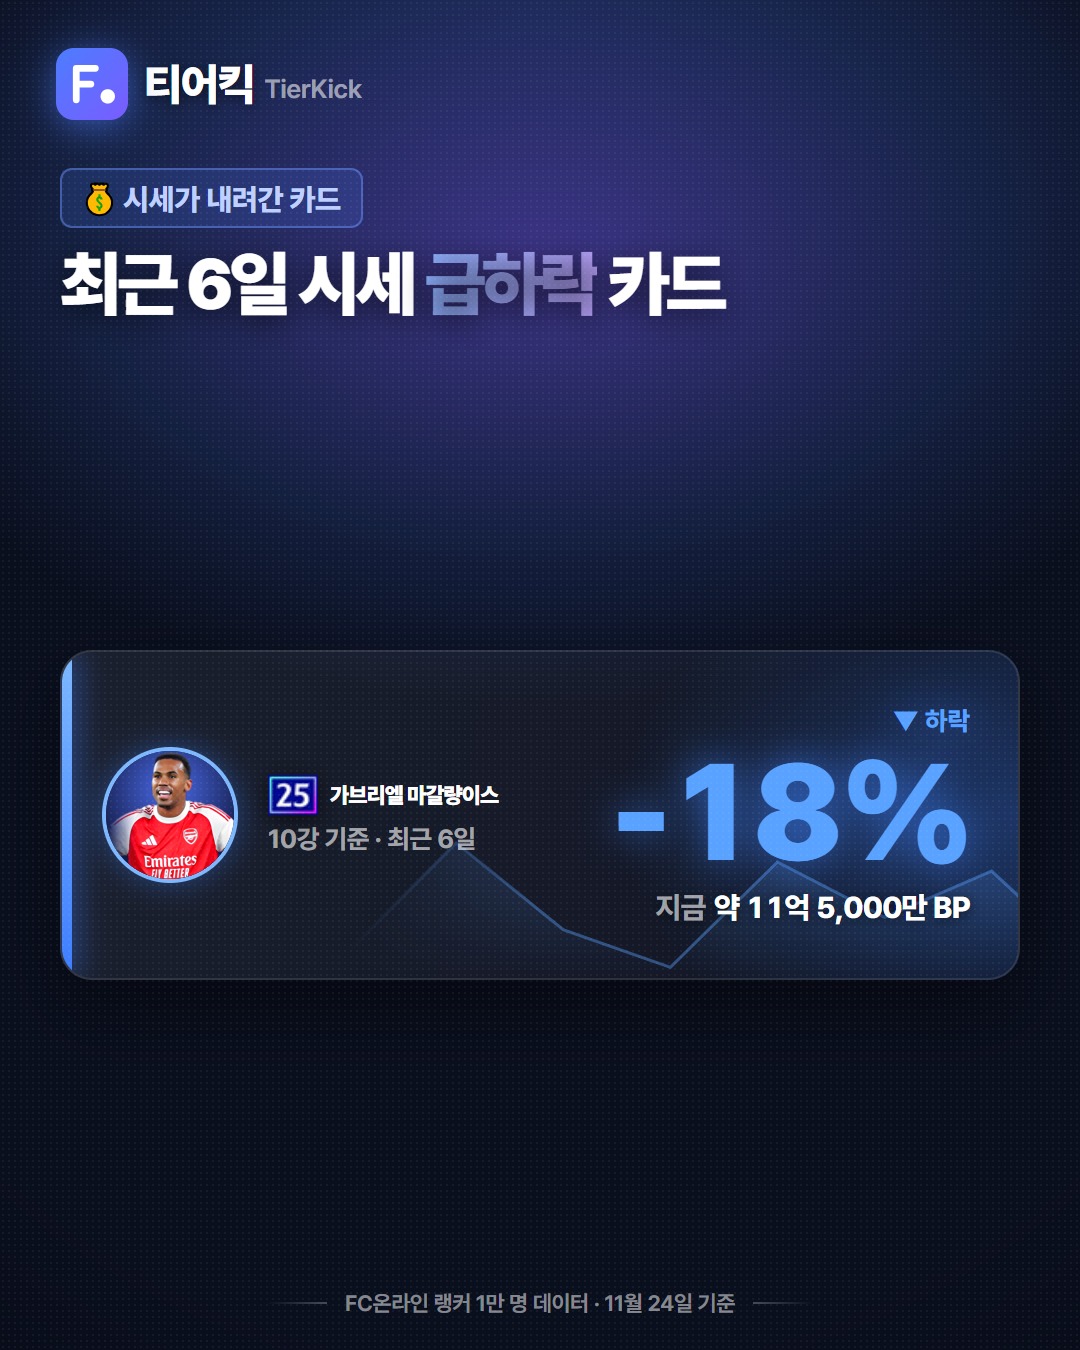 F.
티어킥 TierKick
시세가 내려간 카드
최근 6일 시세 급하락 카드
▼ 하락
25 가브리엘 마갈량이스
-18%
10강 기준 · 최근 6일
Emirates
FLY BETTER
지금 약 11억 5,000만 BP
FC온라인 랭커 1만 명 데이터 · 11월 24일 기준